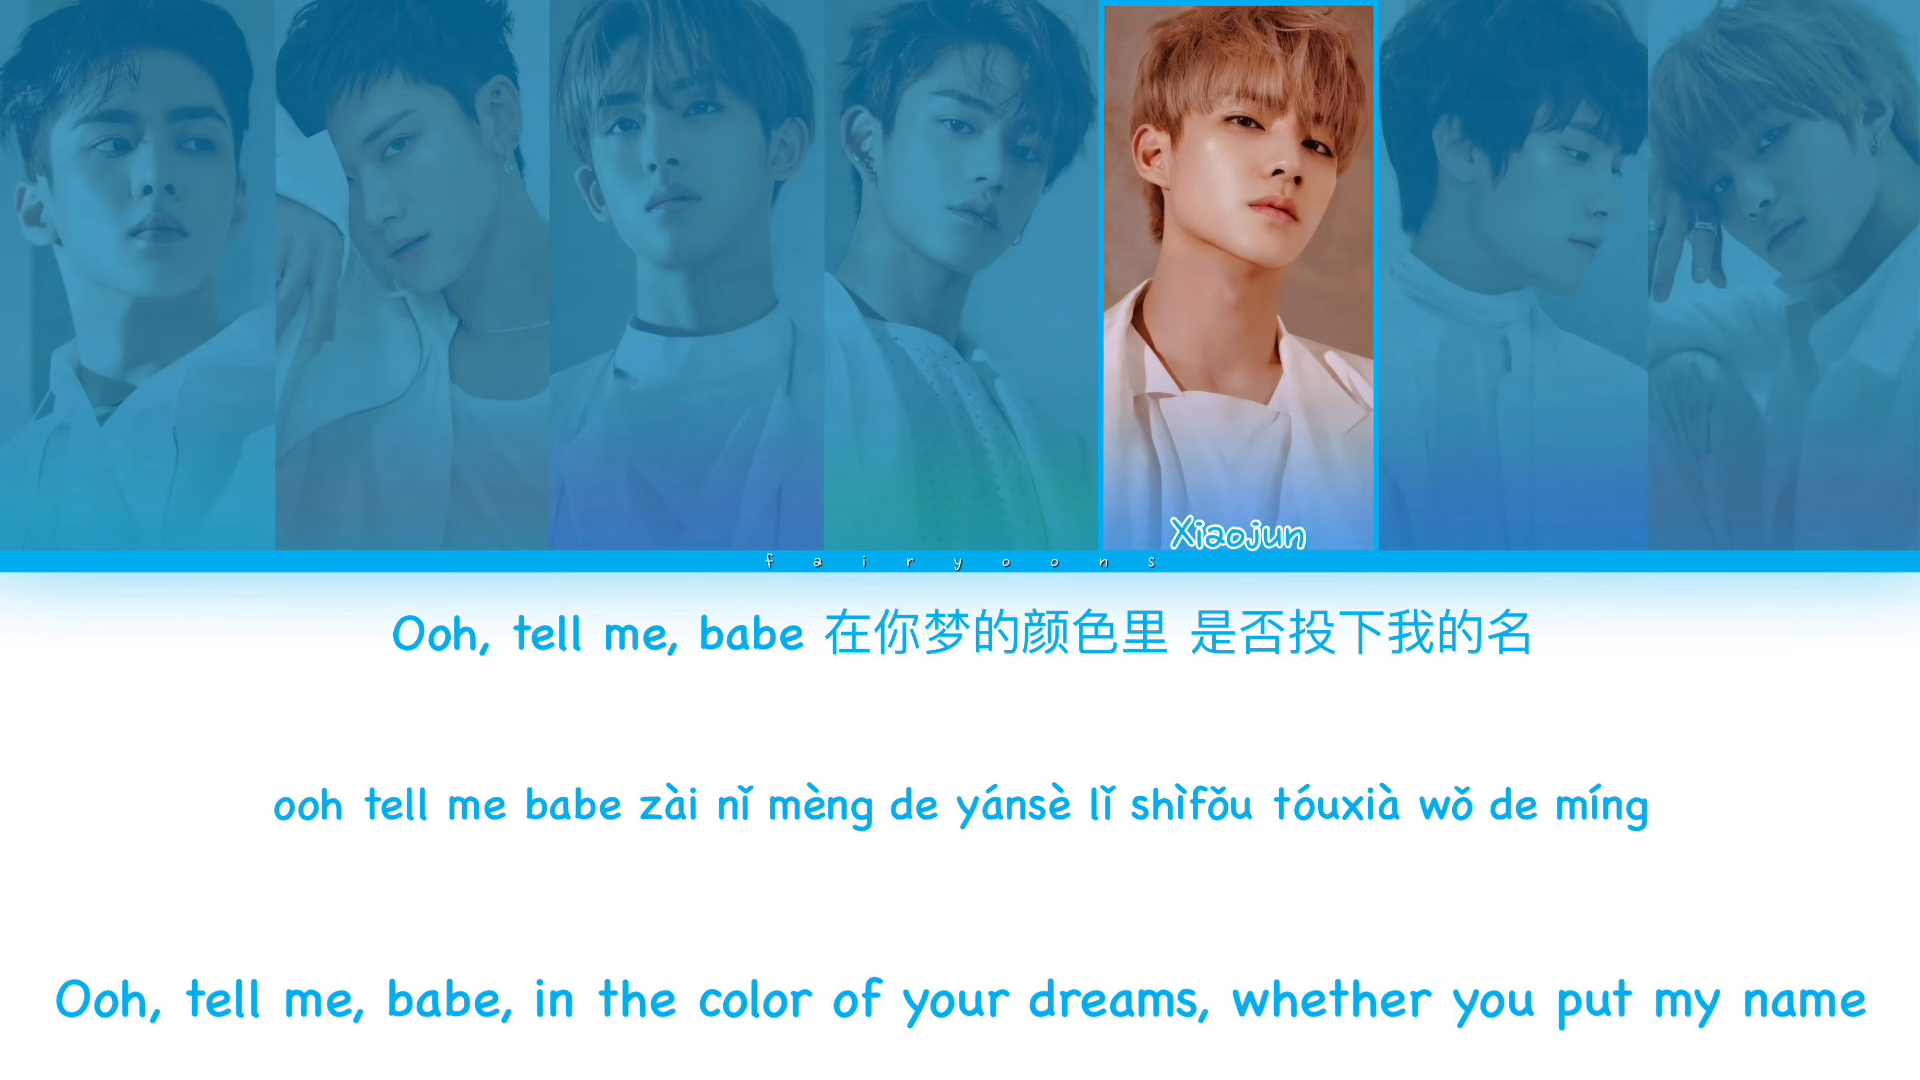 Xiaojun
fairyoons
Ooh, tell me, babe 在你梦的颜色里 是否投下我的名
ooh tell me babe zài nǐ mèng de yánsè lǐ shìfǒu tóuxià wǒ de míng
Ooh, tell me, babe, in the color of your dreams, whether you put my name